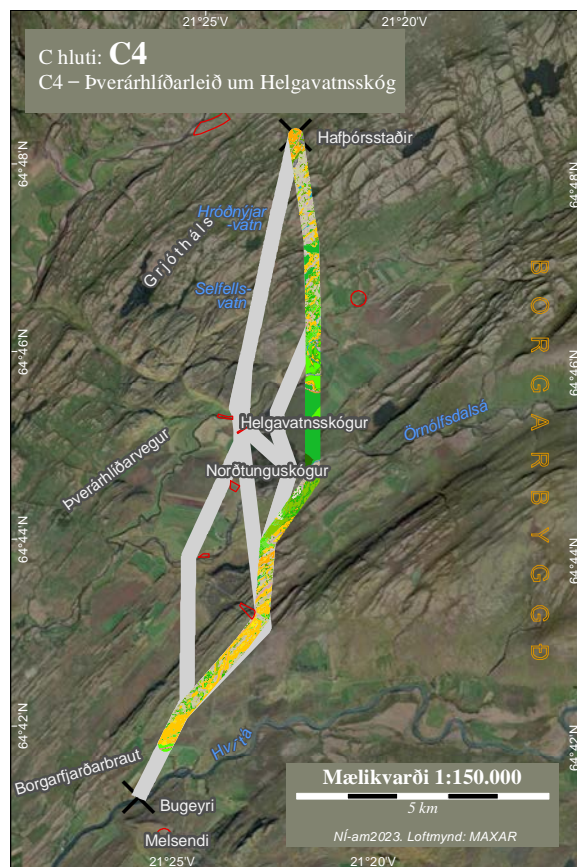 21°25'V 21°20'V
C hluti: C4
C4 – Þverárhlíðarleið um Helgavatnsskóg
Hafþórsstaðir
64°48'N 64°48'N
Hróðnýjar
-vatn
Grjótháls
Selfells-
vatn
BORGARBYGGÐ
64°46'N 64°46'N
Helgavatnsskógur
Örnólfsdalsá
Norðtunguskógur
Þverárhlíðarvegur
64°44'N 64°44'N
64°42'N 64°42'N
Hvítá
Borgarfjarðarbraut
Bugeyri
Melsendi
Mælikvarði 1:150.000
5 km
NÍ-am2023. Loftmynd: MAXAR
21°25'V 21°20'V